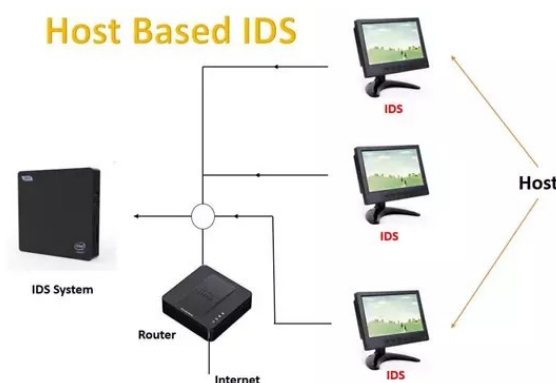 Host Based IDS
IDS
IDS
Host
IDS System
Router
Internet
IDS